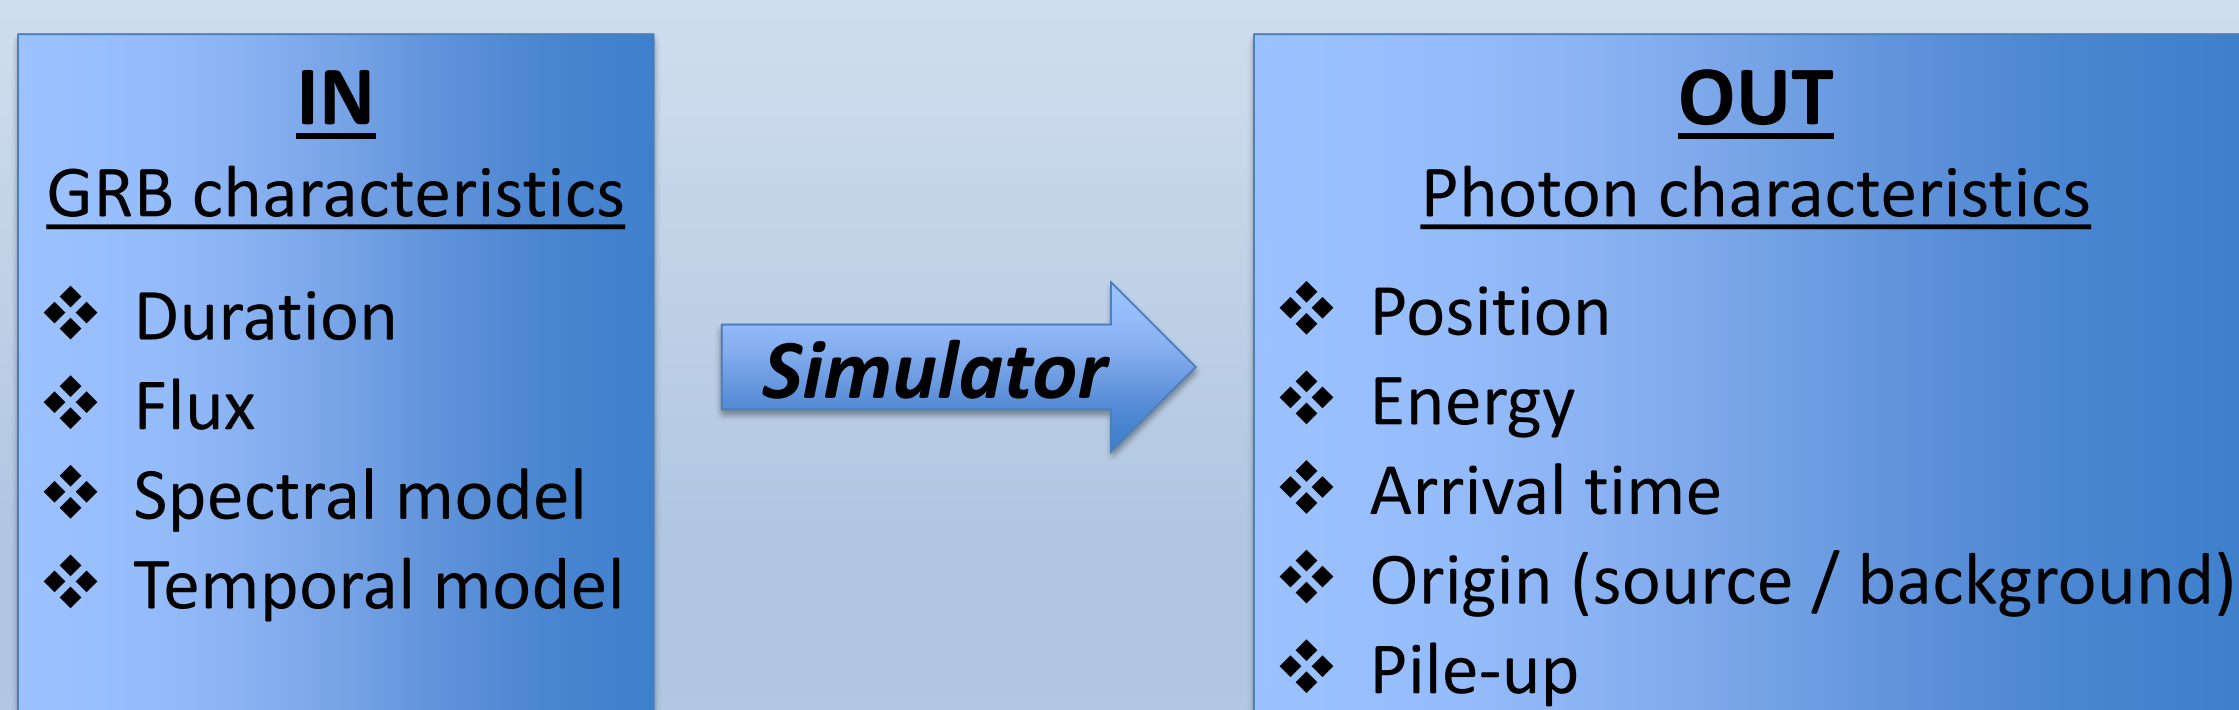 IN
GRB characteristics
❖ Duration
❖ Flux
❖ Spectral model
❖ Temporal model
Simulator
OUT
Photon characteristics
❖ Position
❖ Energy
❖ Arrival time
❖ Origin (source / background)
❖ Pile-up